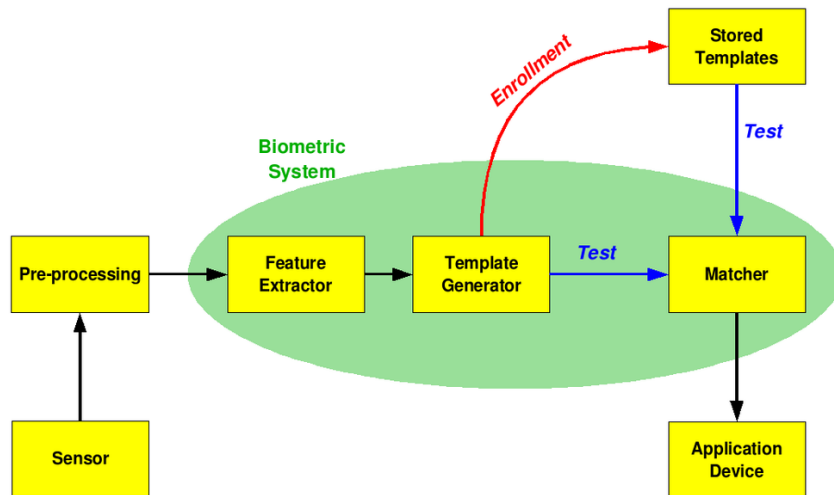 Stored
Templates
Enrollment
Test
Biometric
System
Pre-processing
Feature
Extractor
Template
Generator
Test
Matcher
Sensor
Application
Device